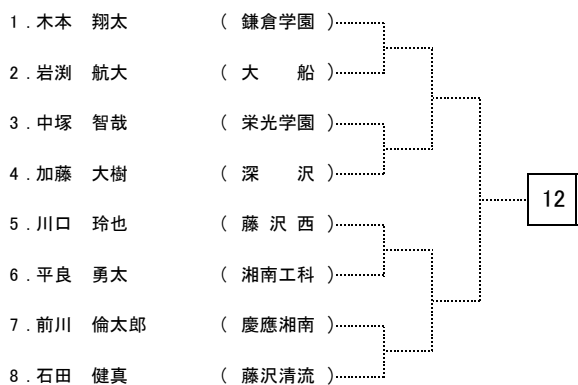 1．木本　翔太　（ 鎌倉学園 ）
2．岩渕　航大　（ 大　　船 ）
3．中塚　智哉　（ 栄光学園 ）
4．加藤　大樹　（ 深　　沢 ）
12
5．川口　玲也　（ 藤 沢 西 ）
6．平良　勇太　（ 湘南工科 ）
7．前川　倫太郎　（ 慶應湘南 ）
8．石田　健真　（ 藤沢清流 ）